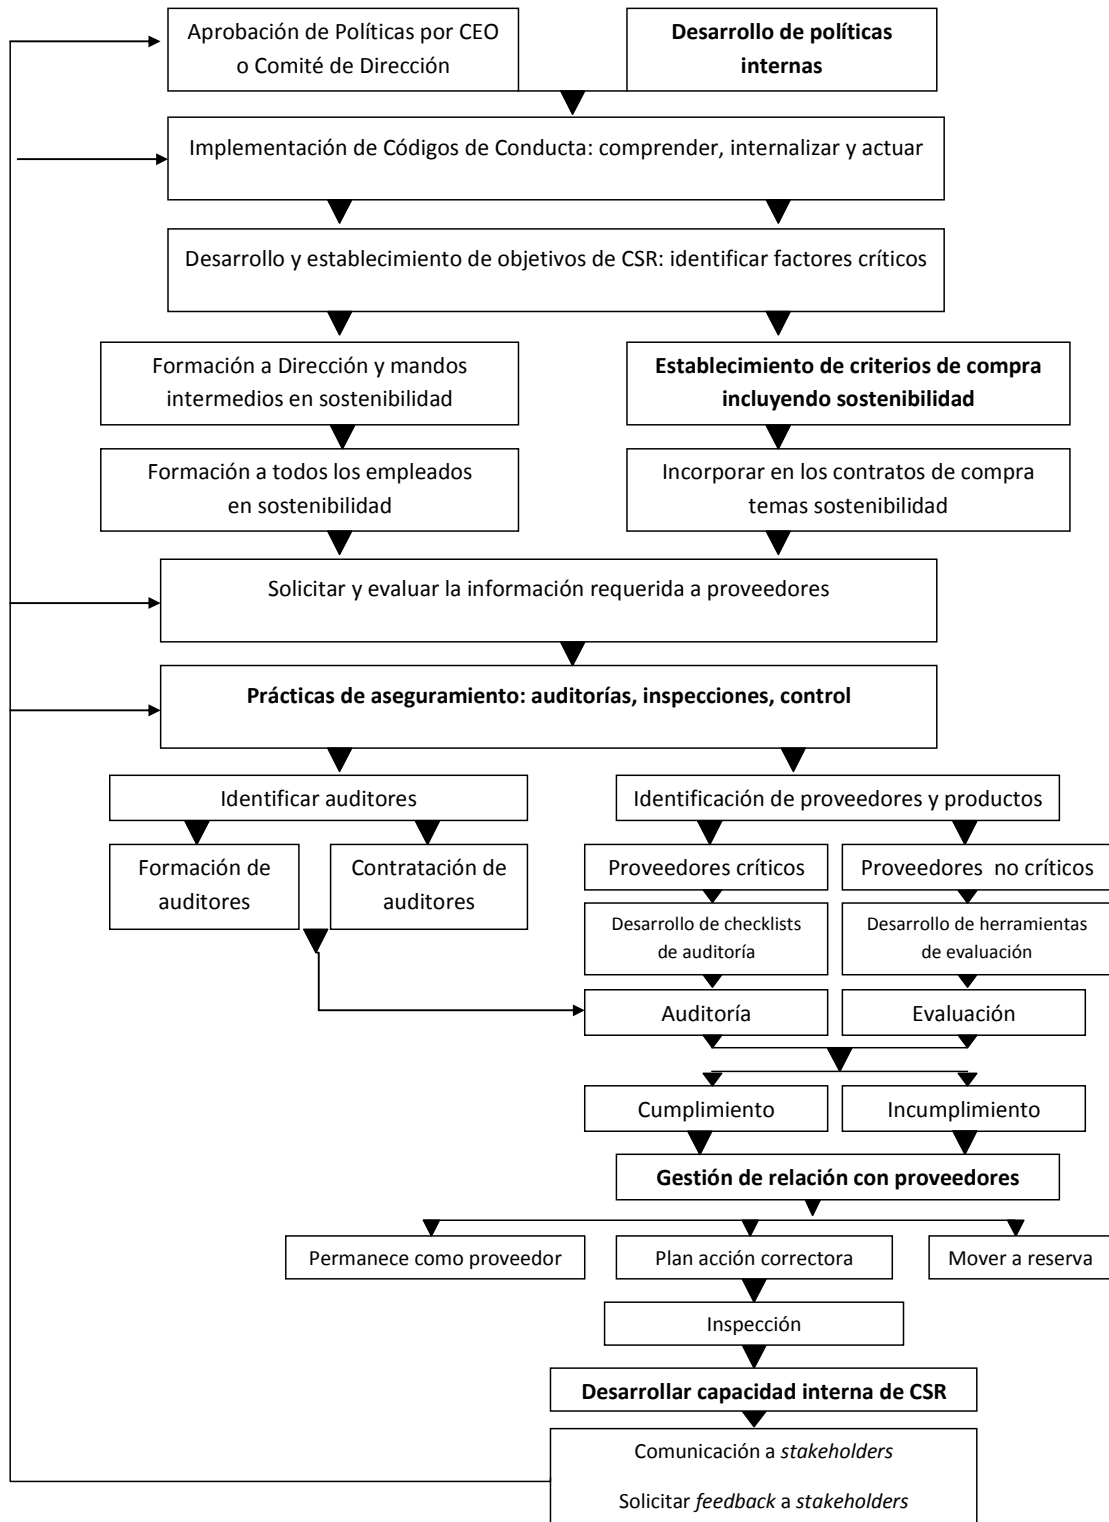 Aprobación de Políticas por CEO
o Comité de Dirección
Desarrollo de políticas
internas
Implementación de Códigos de Conducta: comprender, internalizar y actuar
Desarrollo y establecimiento de objetivos de CSR: identificar factores críticos
Formación a Dirección y mandos
intermedios en sostenibilidad
Establecimiento de criterios de compra
incluyendo sostenibilidad
Formación a todos los empleados
en sostenibilidad
Incorporar en los contratos de compra
temas sostenibilidad
Solicitar y evaluar la información requerida a proveedores
Prácticas de aseguramiento: auditorías, inspecciones, control
Identificar auditores
Identificación de proveedores y productos
Formación de
auditores
Contratación de
auditores
Proveedores críticos
Proveedores no críticos
Desarrollo de checklists
de auditoría
Desarrollo de herramientas
de evaluación
Auditoría
Evaluación
Cumplimiento
Incumplimiento
Gestión de relación con proveedores
Permanece como proveedor
Plan acción correctora
Mover a reserva
Inspección
Desarrollar capacidad interna de CSR
Comunicación a stakeholders
Solicitar feedback a stakeholders